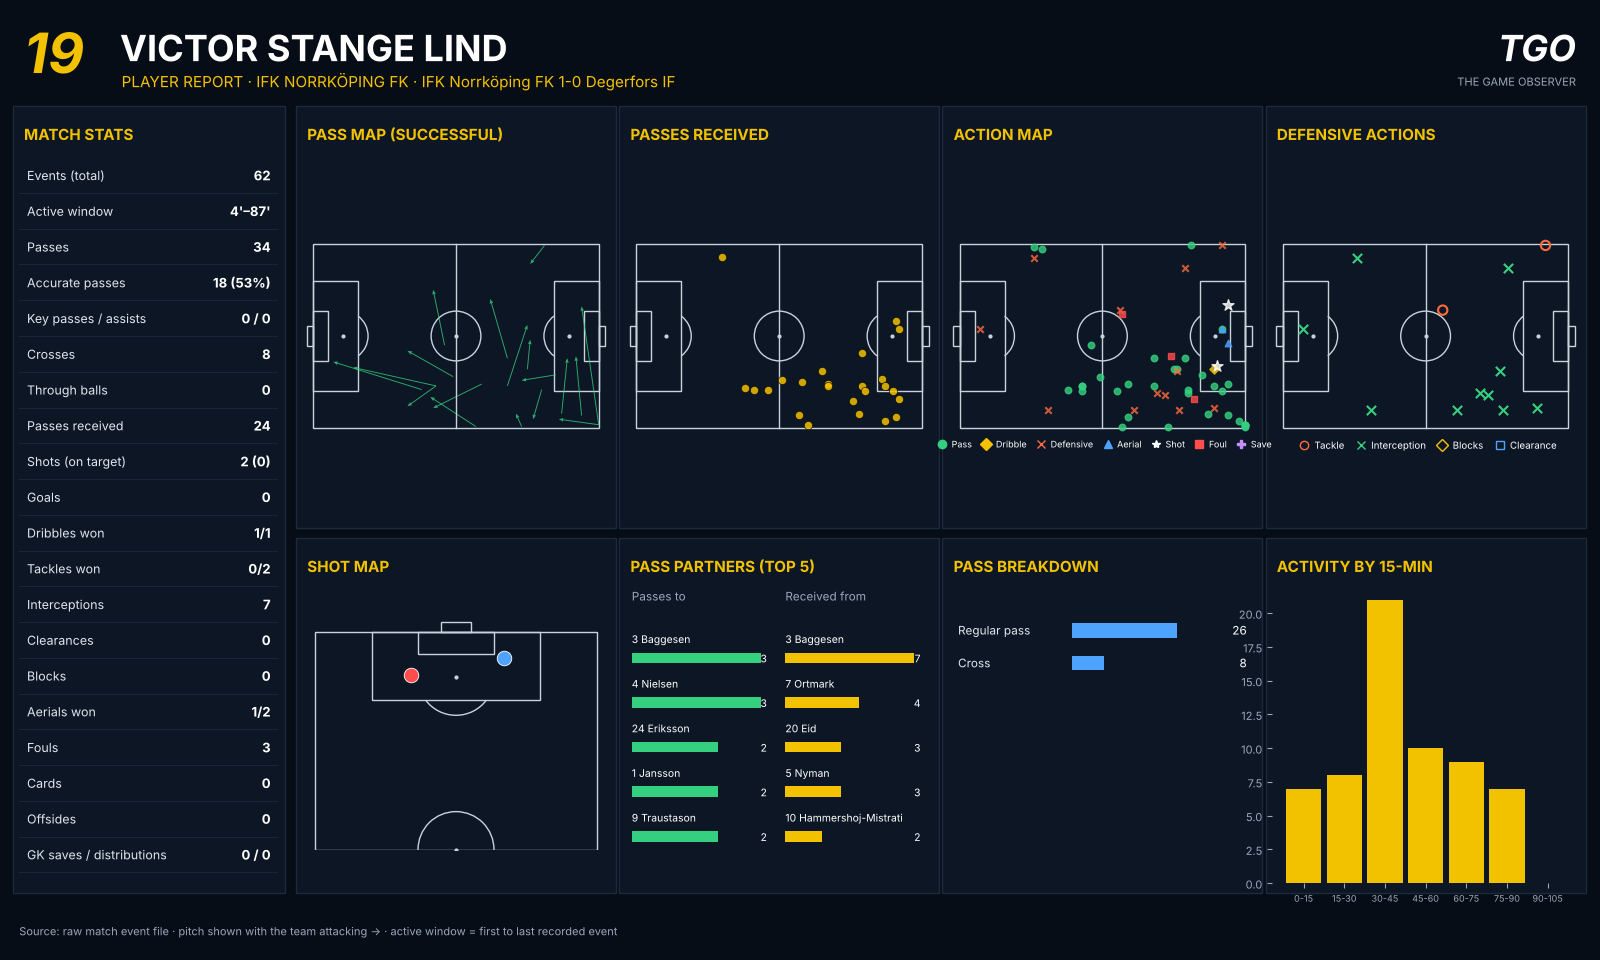 19
VICTOR STANGE LIND
PLAYER REPORT · IFK NORRKÖPING FK · IFK Norrköping FK 1-0 Degerfors IF
TGO
THE GAME OBSERVER
MATCH STATS
Events (total) 62
Active window 4'–87'
Passes 34
Accurate passes 18 (53%)
Key passes / assists 0 / 0
Crosses 8
Through balls 0
Passes received 24
Shots (on target) 2 (0)
Goals 0
Dribbles won 1/1
Tackles won 0/2
Interceptions 7
Clearances 0
Blocks 0
Aerials won 1/2
Fouls 3
Cards 0
Offsides 0
GK saves / distributions 0 / 0
PASS MAP (SUCCESSFUL)
PASSES RECEIVED
ACTION MAP
Pass Dribble Defensive Aerial Shot Foul Save
DEFENSIVE ACTIONS
Tackle Interception Blocks Clearance
SHOT MAP
PASS PARTNERS (TOP 5)
Passes to Received from
3 Baggesen 3 Baggesen
3 7
4 Nielsen 7 Ortmark
3 4
24 Eriksson 20 Eid
2 3
1 Jansson 5 Nyman
2 3
9 Traustason 10 Hammershoj-Mistrati
2 2
PASS BREAKDOWN
Regular pass 26
Cross 8
ACTIVITY BY 15-MIN
20.0
17.5
15.0
12.5
10.0
7.5
5.0
2.5
0.0
0-15 15-30 30-45 45-60 60-75 75-90 90-105
Source: raw match event file · pitch shown with the team attacking → · active window = first to last recorded event